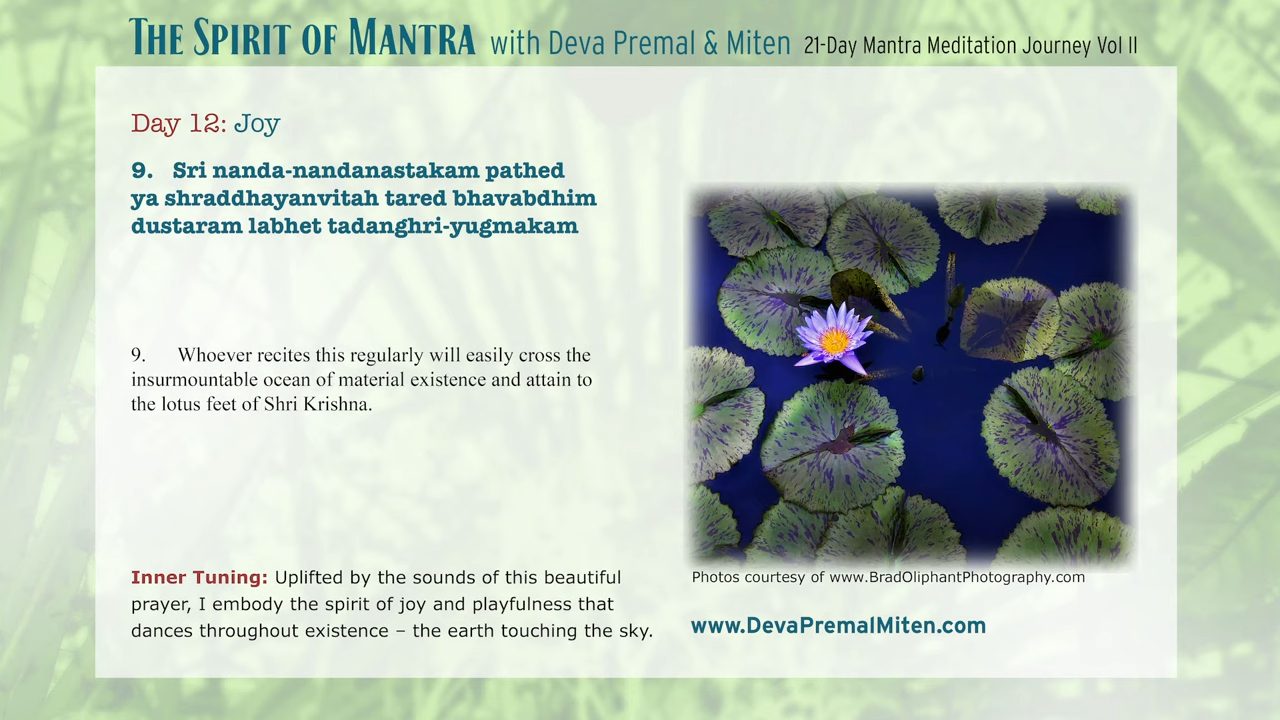 The Spirit of Mantra with Deva Premal & Miten 21-Day Mantra Meditation Journey Vol II
Day 12: Joy
9. Sri nanda-nandanastakam pathed
ya shraddhayanvitah tared bhavabdhim
dustaram labhet tadanghri-yugmakam
9. Whoever recites this regularly will easily cross the
insurmountable ocean of material existence and attain to
the lotus feet of Shri Krishna.
Inner Tuning: Uplifted by the sounds of this beautiful
prayer, I embody the spirit of joy and playfulness that
dances throughout existence – the earth touching the sky.
Photos courtesy of www.BradOliphantPhotography.com
www.DevaPremalMiten.com